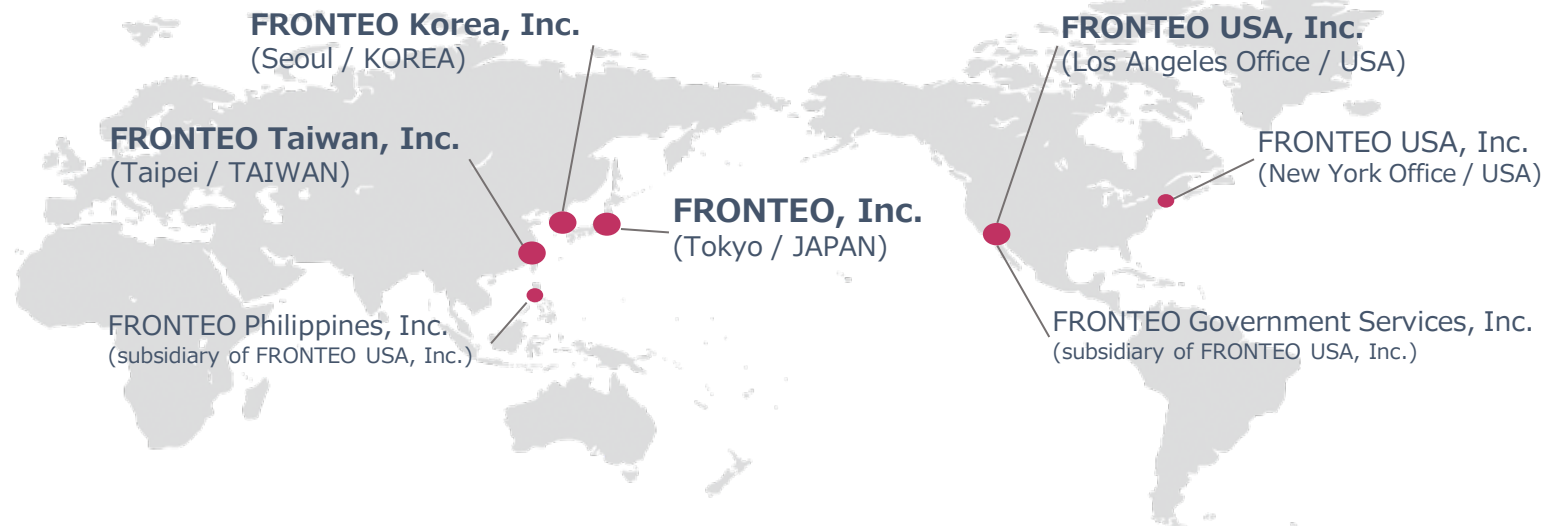 FRONTEO Korea, Inc.
(Seoul / KOREA)
FRONTEO USA, Inc.
(Los Angeles Office / USA)
FRONTEO Taiwan, Inc.
(Taipei / TAIWAN)
FRONTEO USA, Inc.
(New York Office / USA)
FRONTEO, Inc.
(Tokyo / JAPAN)
FRONTEO Philippines, Inc.
(subsidiary of FRONTEO USA, Inc.)
FRONTEO Government Services, Inc.
(subsidiary of FRONTEO USA, Inc.)